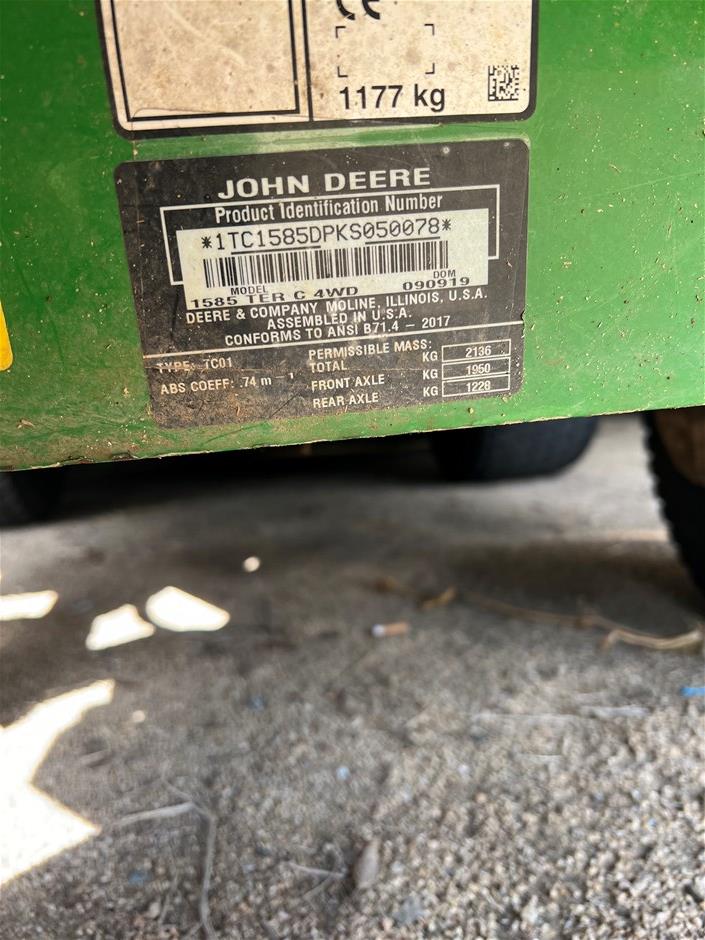 CE
1177 kg
JOHN DEERE
Product Identification Number
*1TC1585DPKS050078*
MODEL DOM
1585 TER C 4WD 090919
DEERE & COMPANY MOLINE, ILLINOIS, U.S.A.
ASSEMBLED IN U.S.A.
CONFORMS TO ANSI B71.4 – 2017
TYPE: TC01
ABS COEFF: .74 m⁻¹
PERMISSIBLE MASS:
TOTAL KG 2136
FRONT AXLE KG 1950
REAR AXLE KG 1228